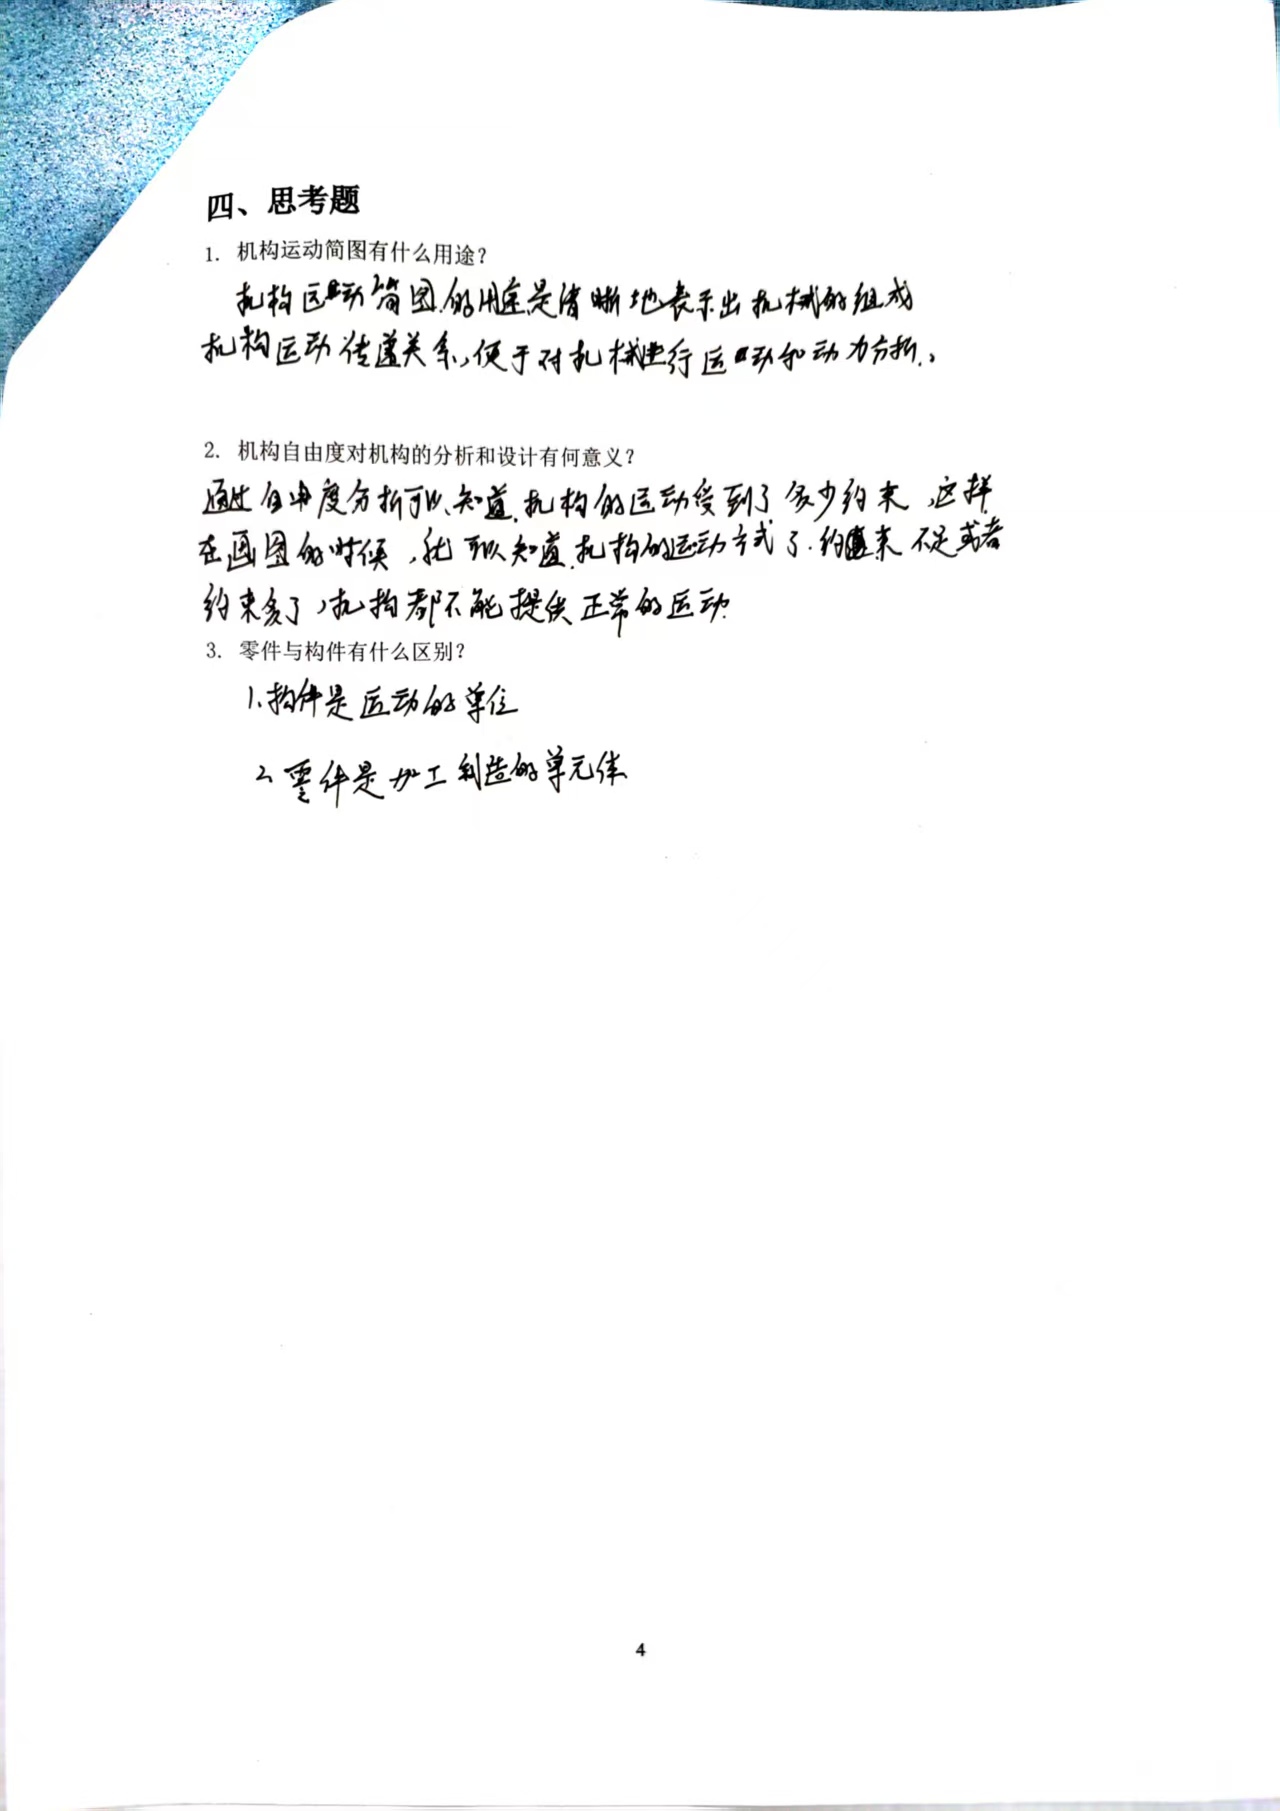 四、思考题
1. 机构运动简图有什么用途？
机构运动简图的用途是清晰地表示出机械的组成
机构运动传递关系,便于对机械进行运动和动力分析.
2. 机构自由度对机构的分析和设计有何意义？
通过自由度分析可以知道机构的运动受到了多少约束,这样
在画图的时候,就可以知道机构的运动方式了.约束不足或者
约束多了,机构都不能提供正常的运动.
3. 零件与构件有什么区别？
1.构件是运动的单位
2.零件是加工制造的单元体
4